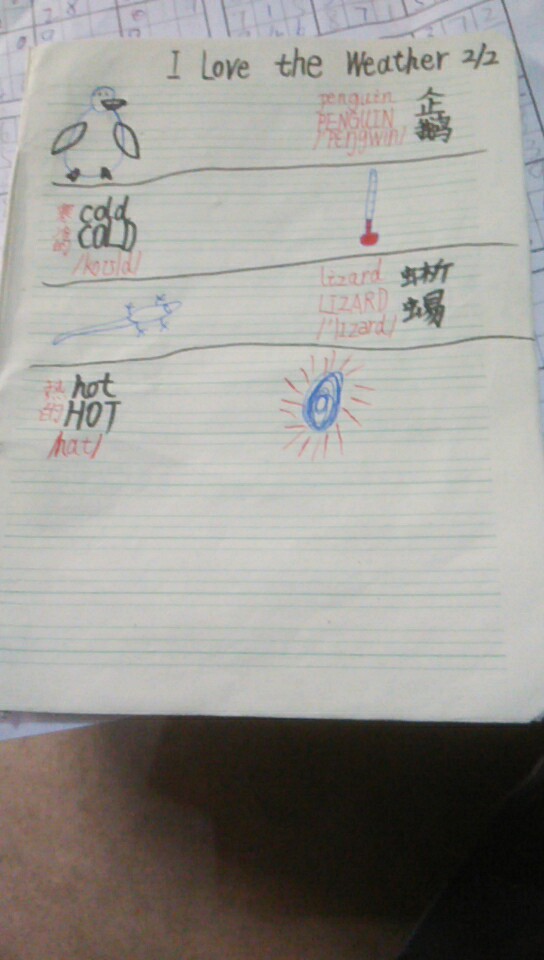 I Love the Weather 2/2
penguin 企
PENGUIN 鹅
/'peŋgwin/
寒 cold
冷 COLD
的
/koʊld/
lizard 蜥
LIZARD 蜴
/'lizərd/
热 hot
的 HOT
/hat/